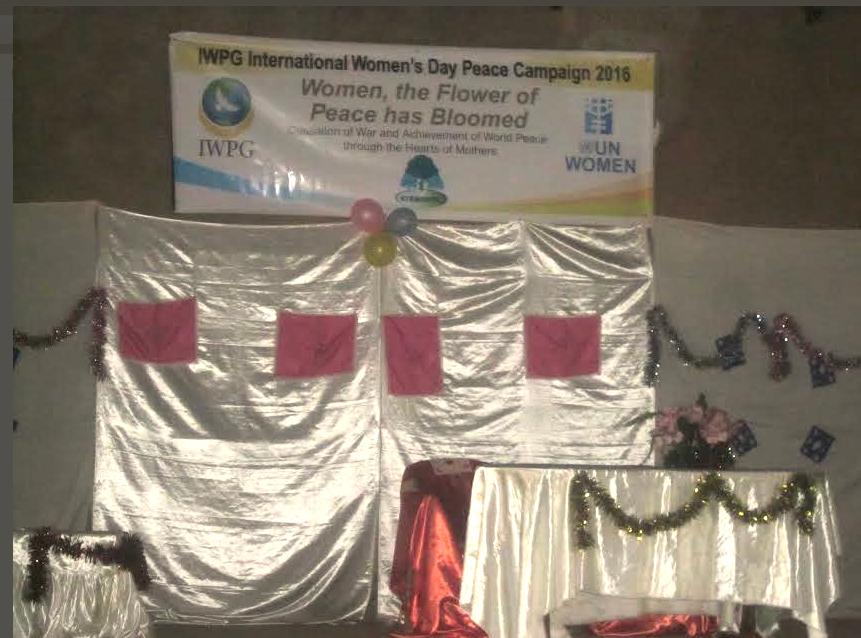 IWPG International Women's Day Peace Campaign 2016
Women, the Flower of
Peace has Bloomed
Cessation of War and Achievement of World Peace
through the Hearts of Mothers
IWPG
UN
WOMEN